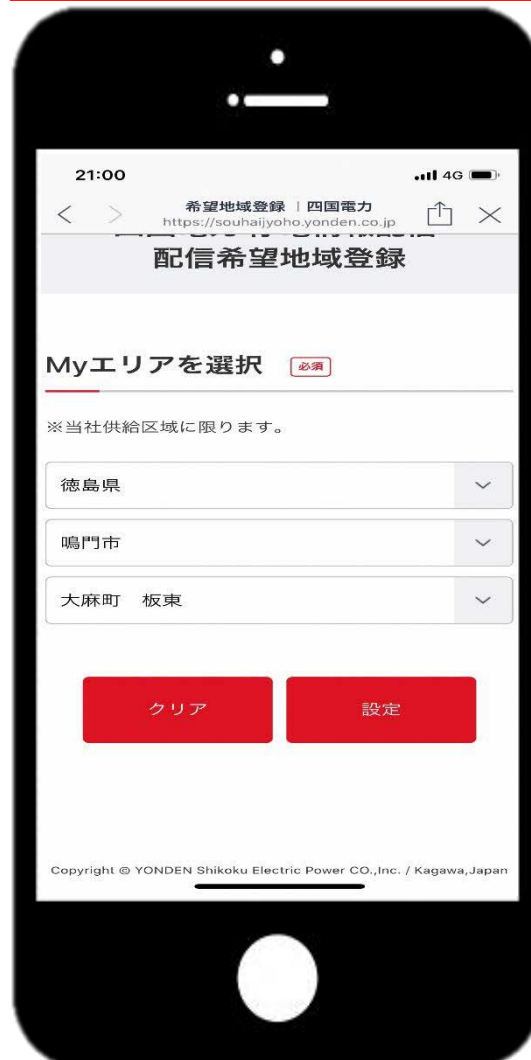 21:00
4G
希望地域登録 | 四国電力
https://souhaijyoho.yonden.co.jp
配信希望地域登録
Myエリアを選択 必須
※当社供給区域に限ります。
徳島県
鳴門市
大麻町 板東
クリア 設定
Copyright © YONDEN Shikoku Electric Power CO.,Inc. / Kagawa,Japan